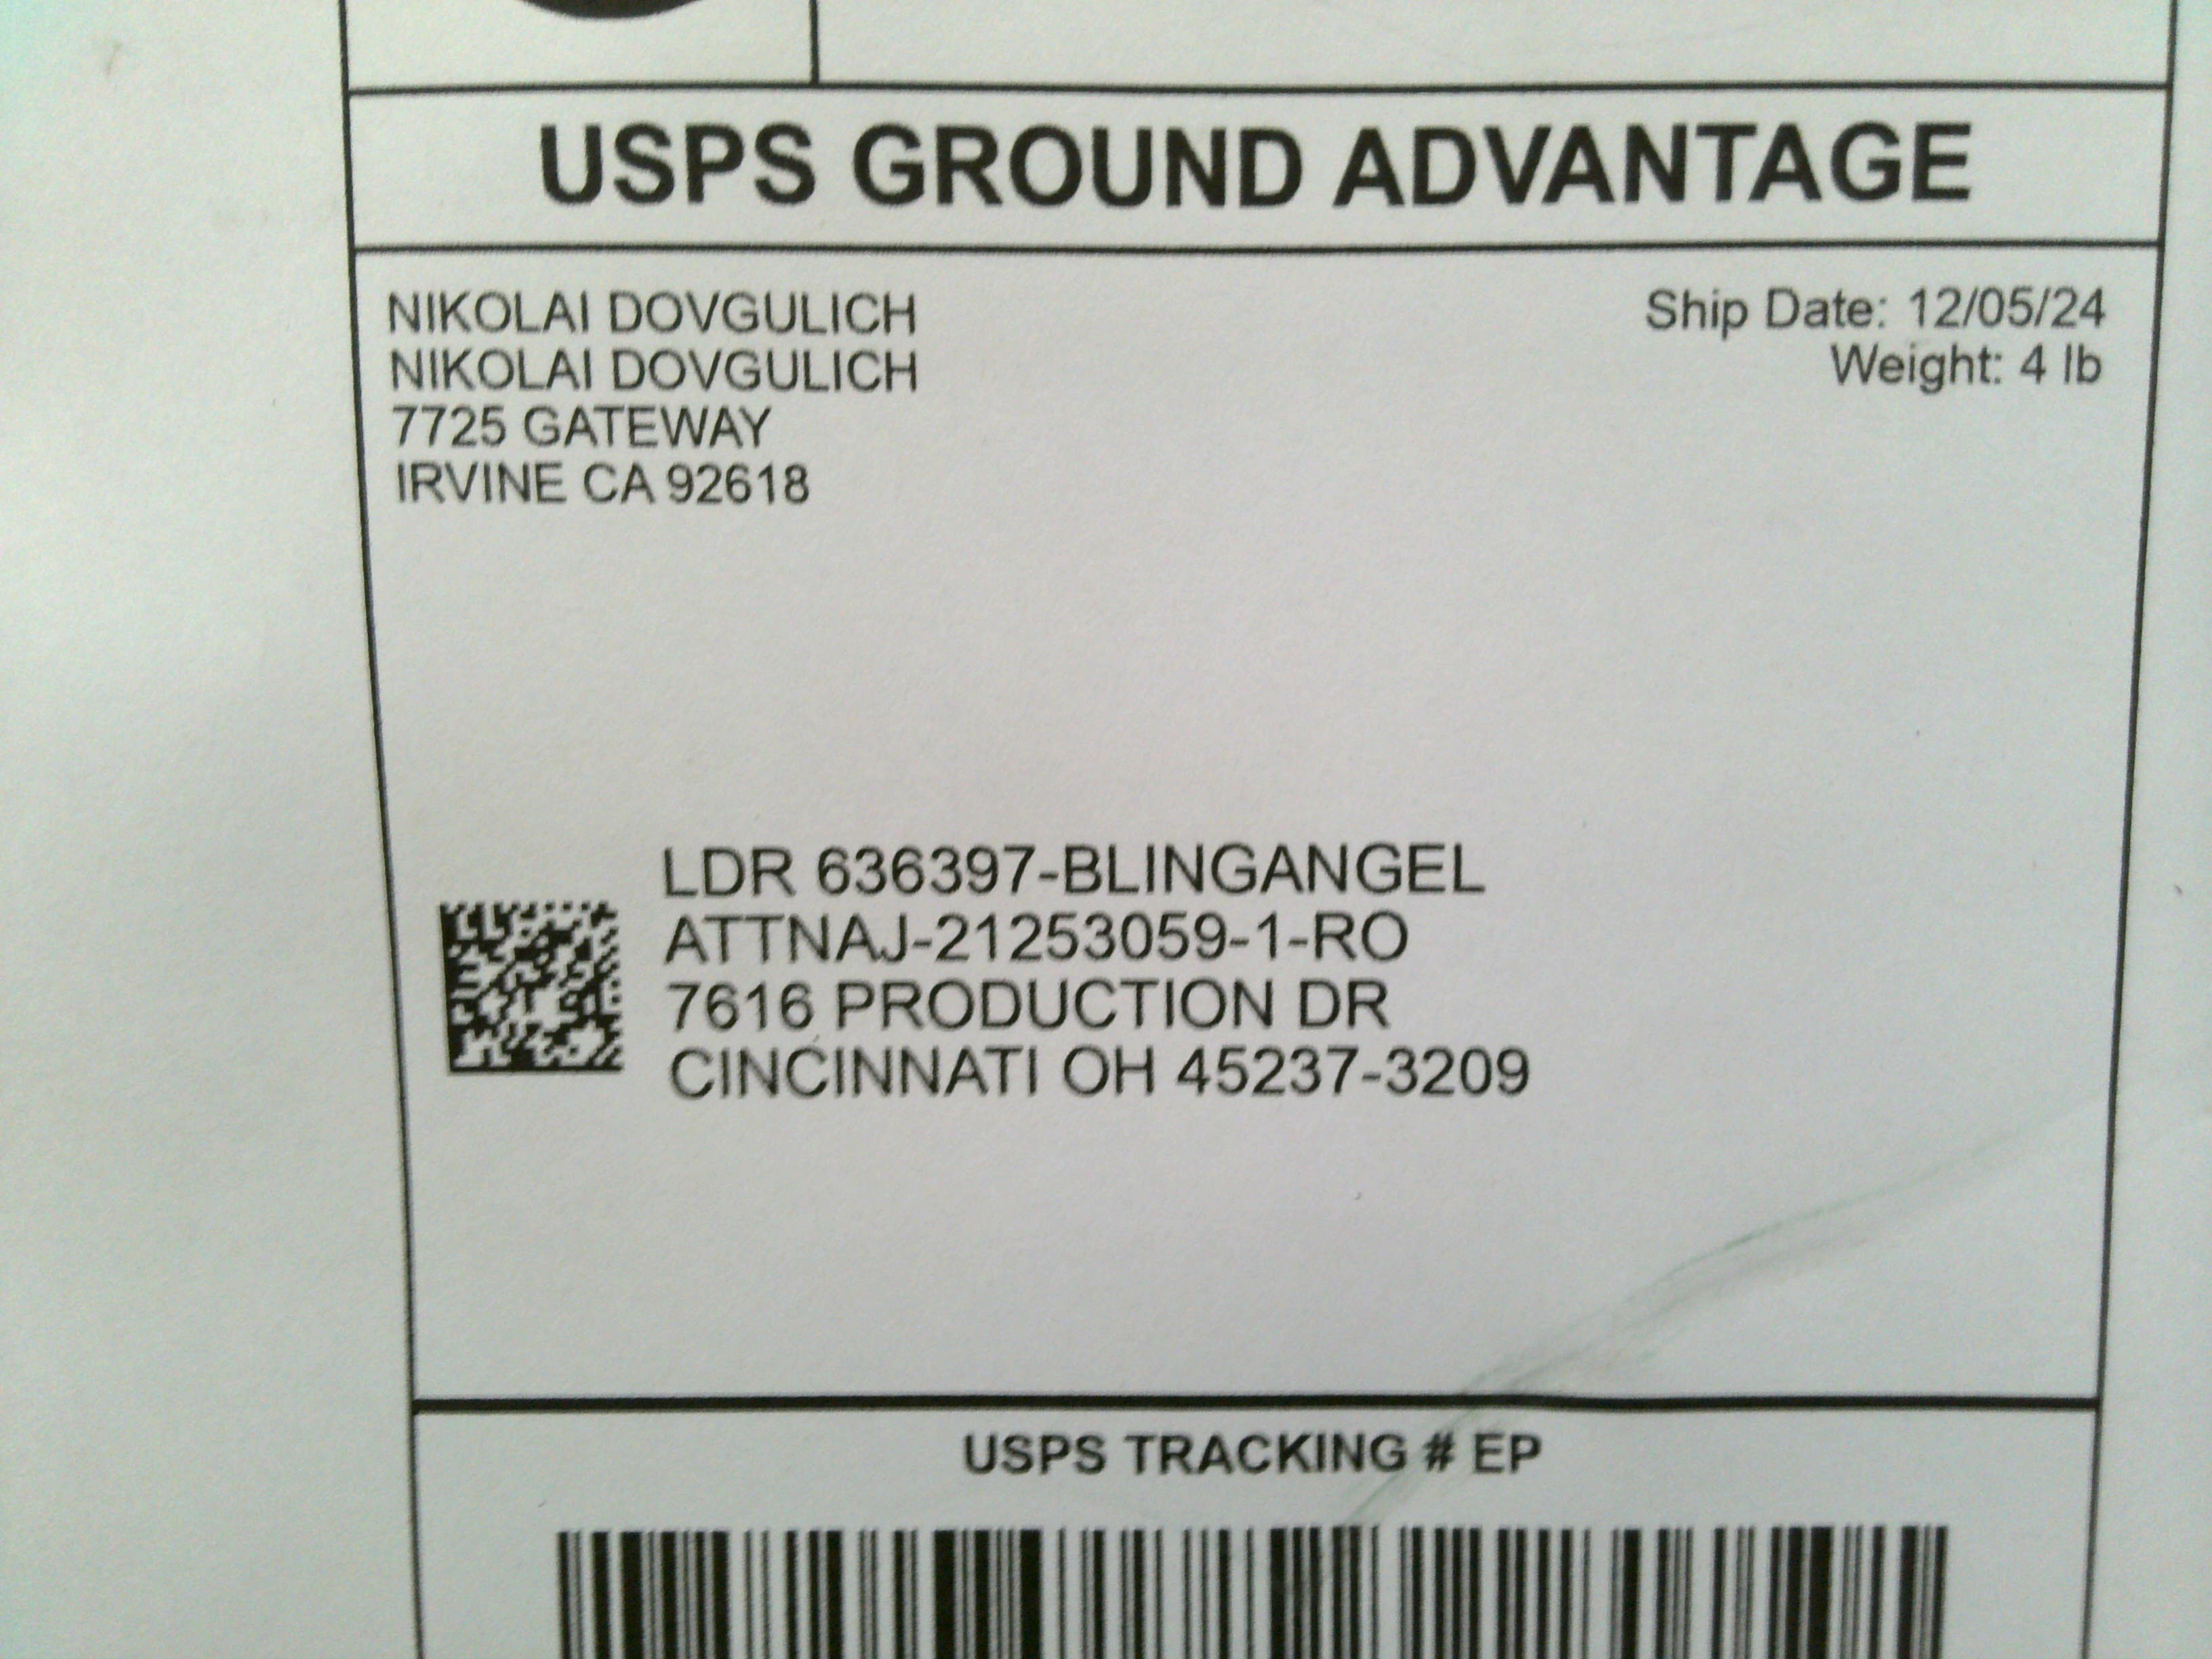 USPS GROUND ADVANTAGE
NIKOLAI DOVGULICH
NIKOLAI DOVGULICH
7725 GATEWAY
IRVINE CA 92618
Ship Date: 12/05/24
Weight: 4 lb
LDR 636397-BLINGANGEL
ATTNAJ-21253059-1-RO
7616 PRODUCTION DR
CINCINNATI OH 45237-3209
USPS TRACKING # EP